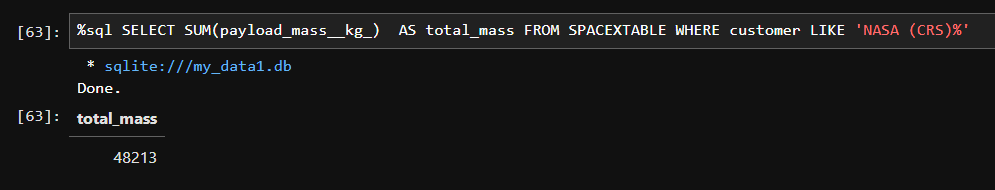 [63]: %sql SELECT SUM(payload_mass__kg_)  AS total_mass FROM SPACEXTABLE WHERE customer LIKE 'NASA (CRS)%'
* sqlite:///my_data1.db
Done.
[63]: total_mass
48213